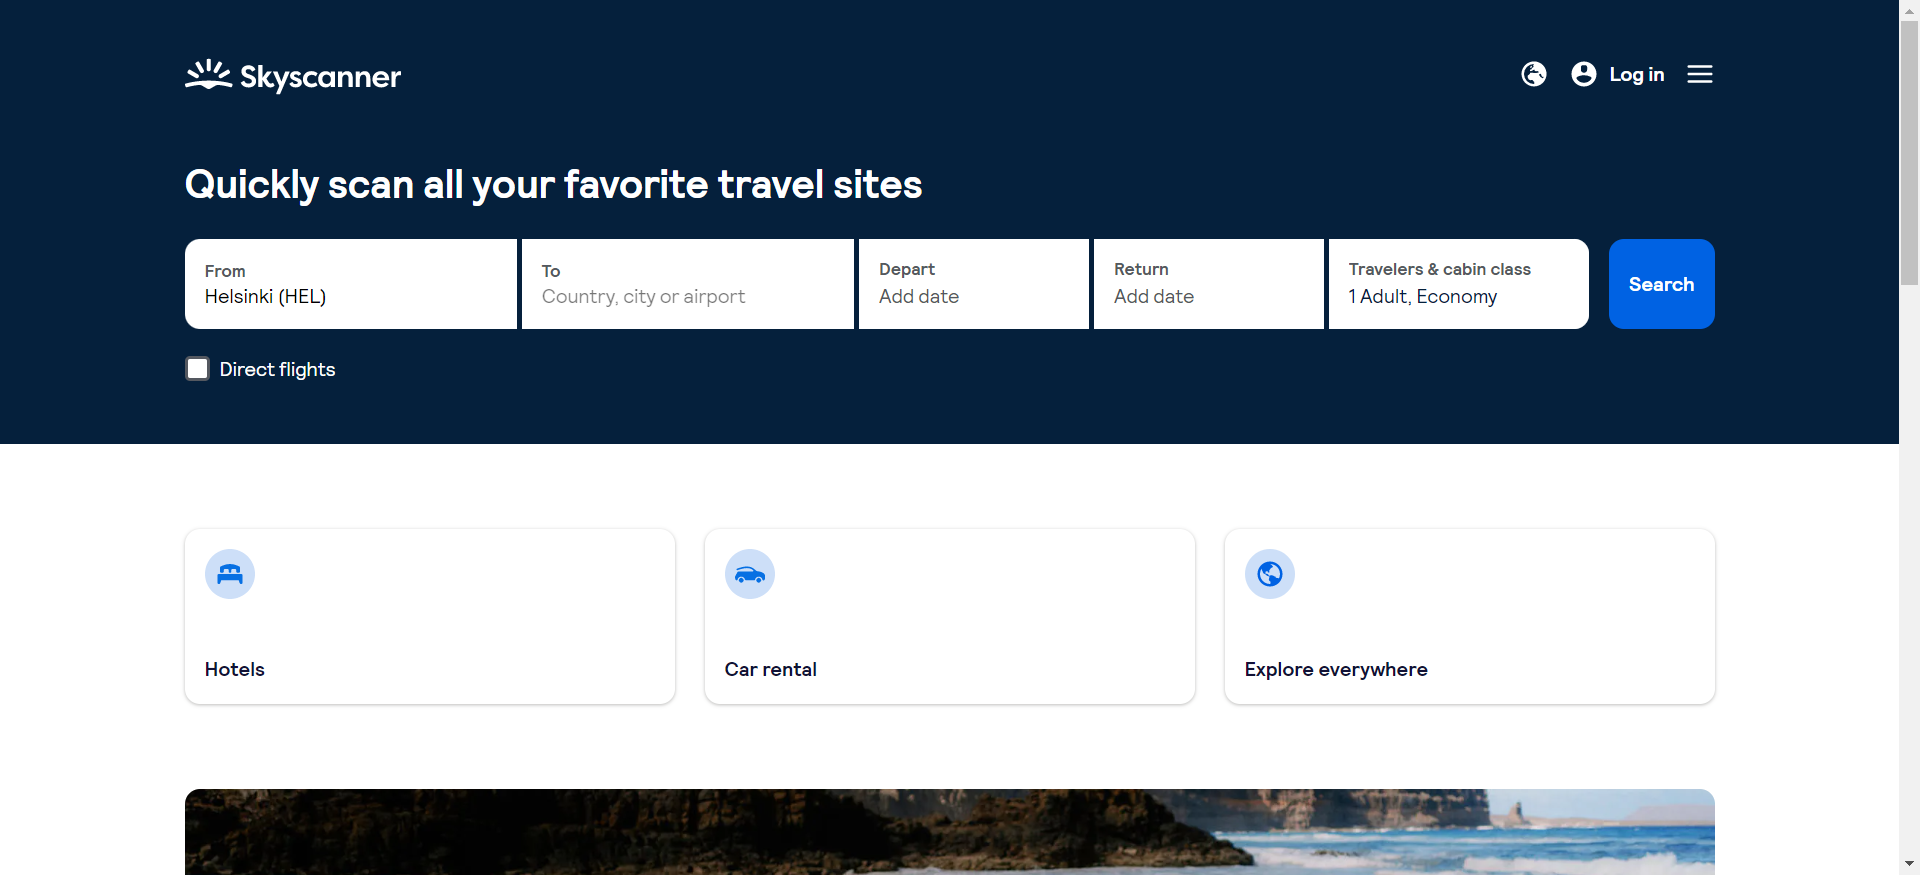 Skyscanner
Log in
Quickly scan all your favorite travel sites
From
Helsinki (HEL)
To
Country, city or airport
Depart
Add date
Return
Add date
Travelers & cabin class
1 Adult, Economy
Search
Direct flights
Hotels
Car rental
Explore everywhere